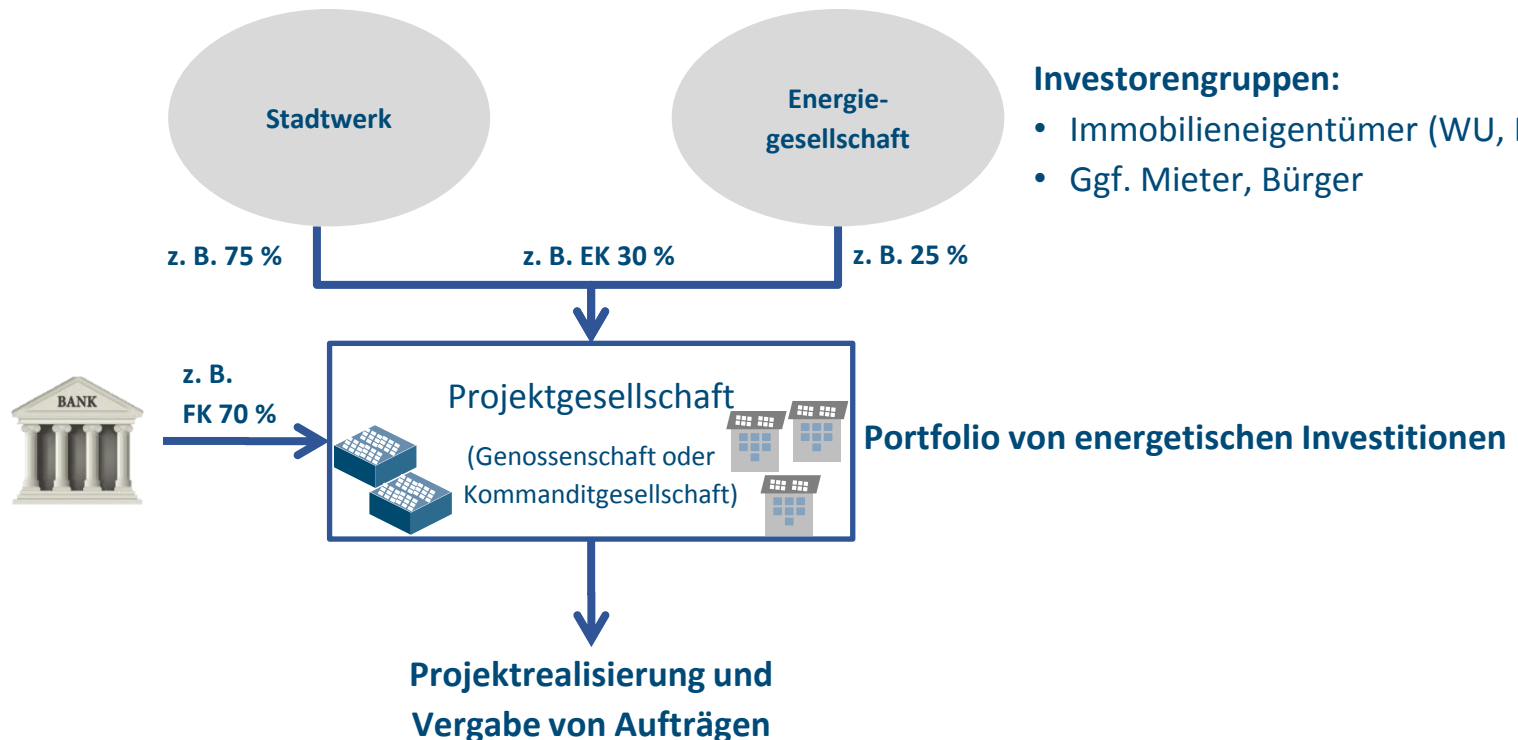 Stadtwerk
Energie-
gesellschaft
Investorengruppen:
• Immobilieneigentümer (WU,
• Ggf. Mieter, Bürger
z. B. 75 %
z. B. EK 30 %
z. B. 25 %
z. B.
FK 70 %
BANK
Projektgesellschaft
(Genossenschaft oder
Kommanditgesellschaft)
Portfolio von energetischen Investitionen
Projektrealisierung und
Vergabe von Aufträgen